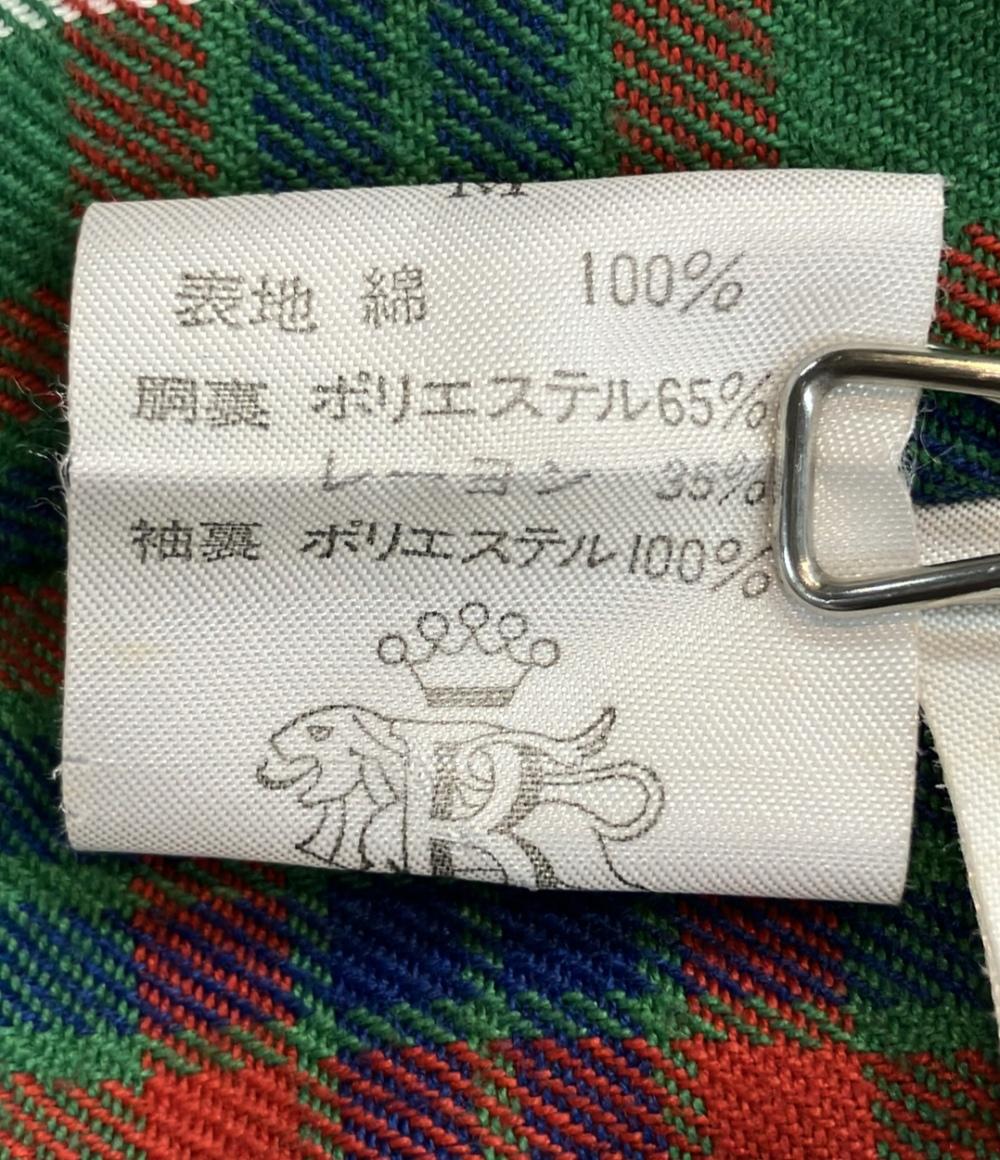 M
表地 綿 100%
胴裏 ポリエステル65%
レーヨン 35%
袖裏 ポリエステル100%